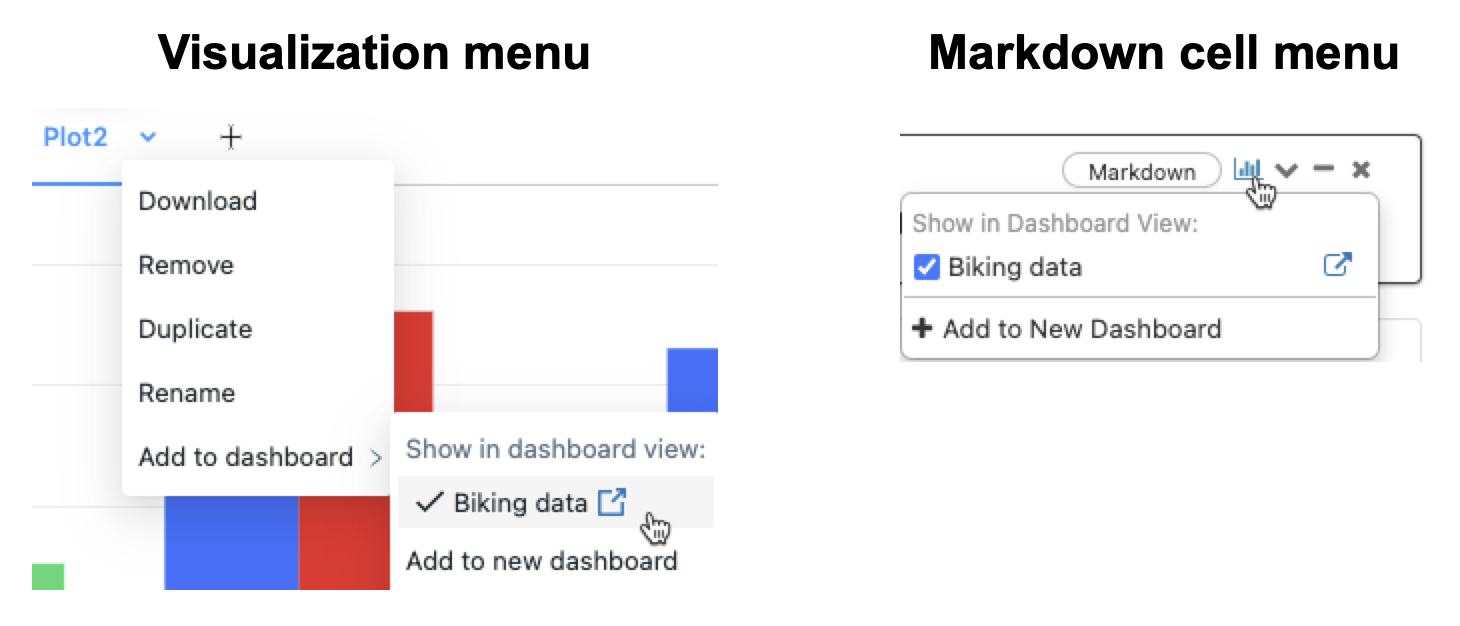 Visualization menu
Plot2
Download
Remove
Duplicate
Rename
Add to dashboard >
Show in dashboard view:
Biking data
Add to new dashboard
Markdown cell menu
Markdown
Show in Dashboard View:
Biking data
Add to New Dashboard